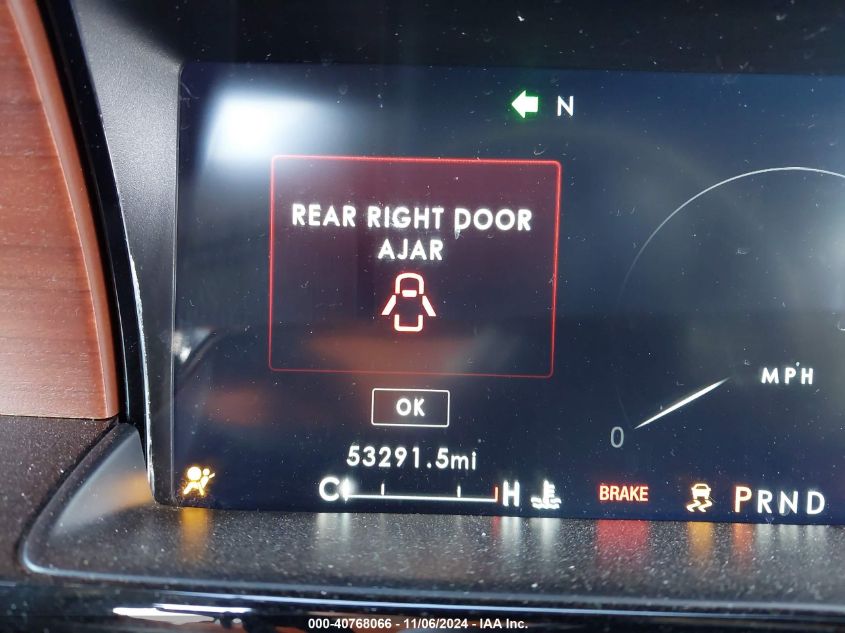 N
REAR RIGHT DOOR
AJAR
MPH
OK
0
53291.5mi
C H BRAKE PRND
000-40768066 - 11/06/2024 - IAA Inc.